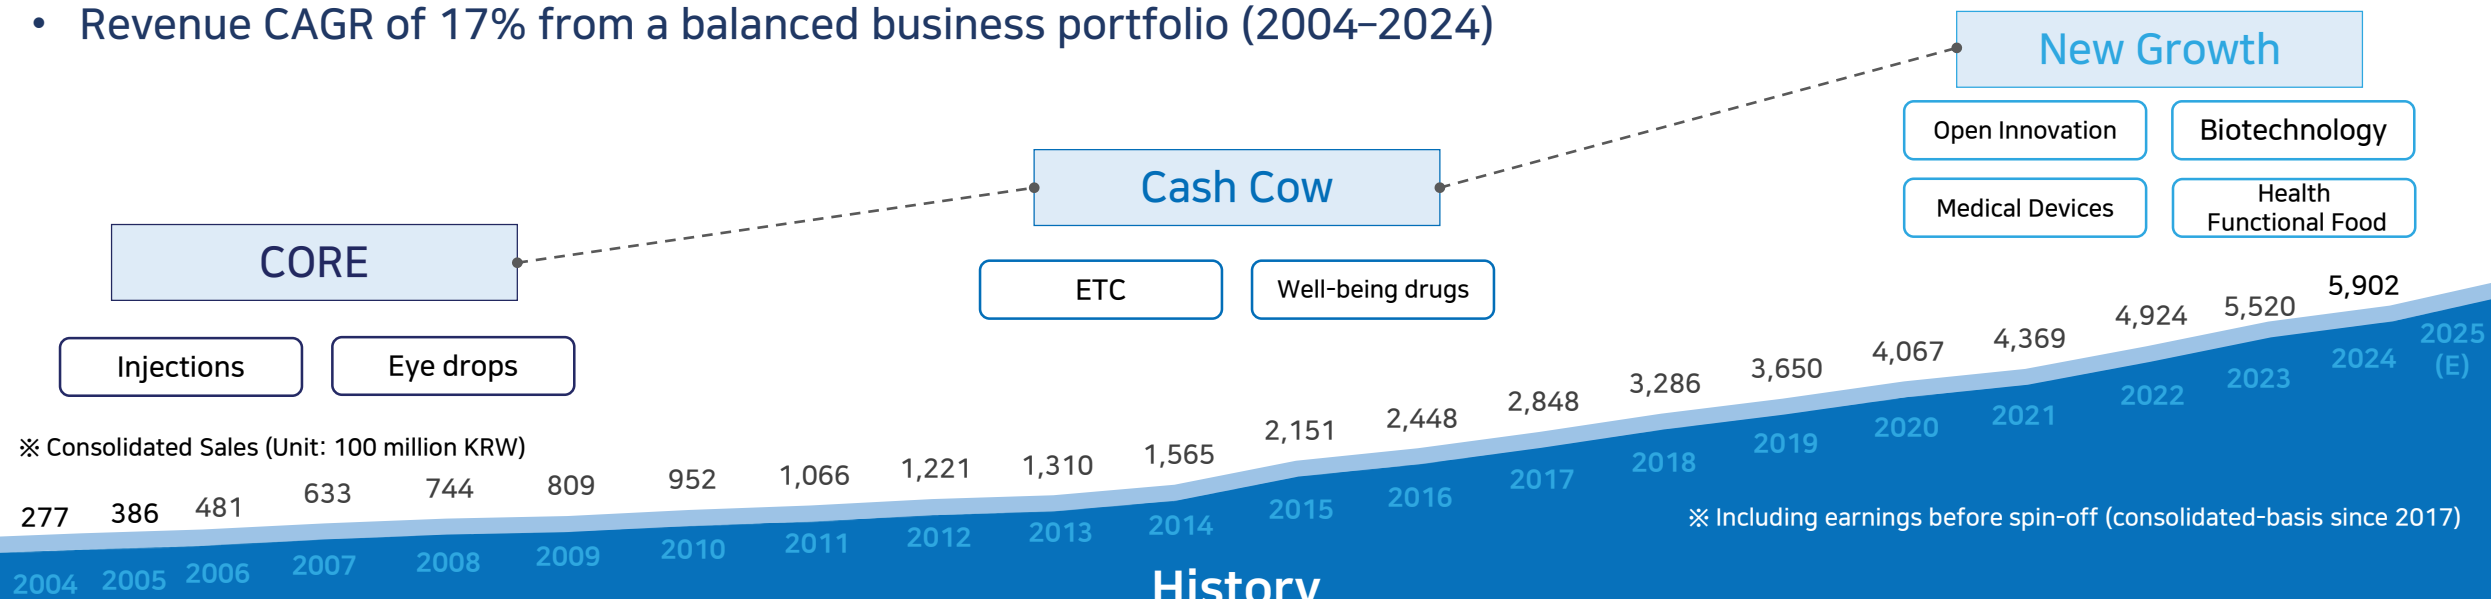 • Revenue CAGR of 17% from a balanced business portfolio (2004–2024)
New Growth
Open Innovation
Biotechnology
Medical Devices
Health
Functional Food
Cash Cow
ETC
Well-being drugs
CORE
Injections
Eye drops
※ Consolidated Sales (Unit: 100 million KRW)
277 386 481 633 744 809 952 1,066 1,221 1,310 1,565 2,151 2,448 2,848 3,286 3,650 4,067 4,369 4,924 5,520 5,902
2004 2005 2006 2007 2008 2009 2010 2011 2012 2013 2014 2015 2016 2017 2018 2019 2020 2021 2022 2023 2024 2025
(E)
※ Including earnings before spin-off (consolidated-basis since 2017)
History